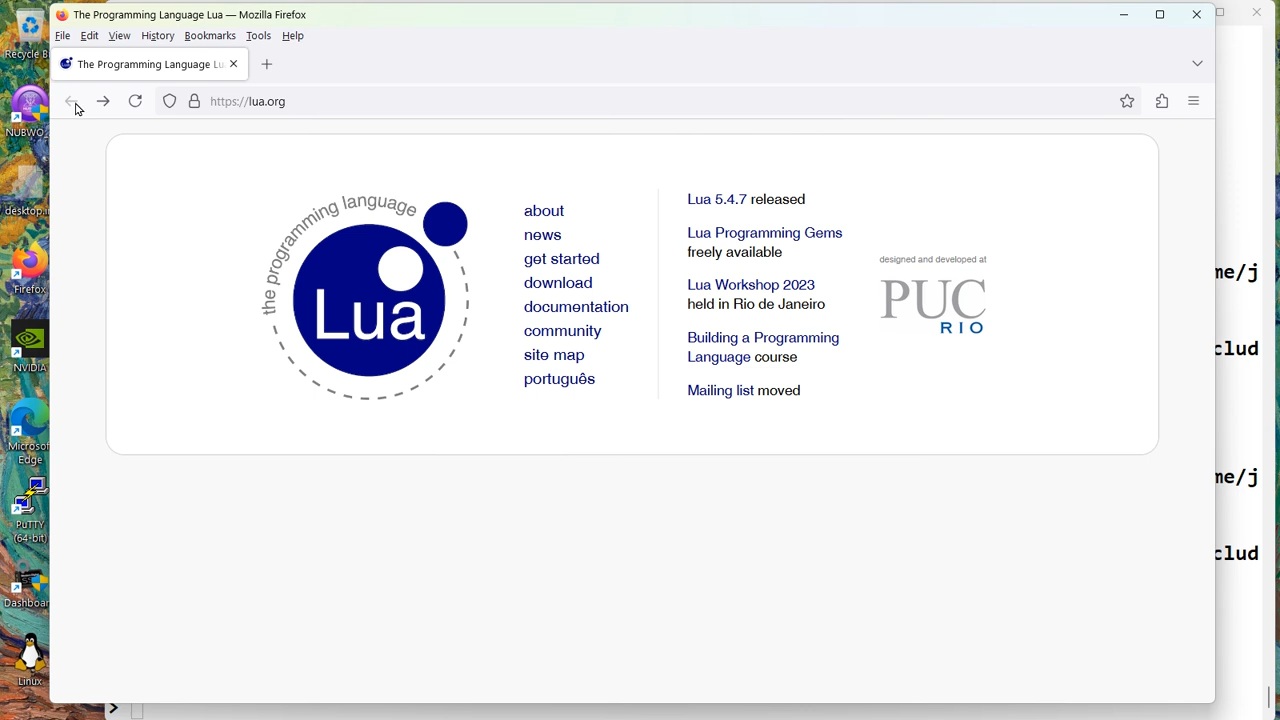 The Programming Language Lua — Mozilla Firefox
File Edit View History Bookmarks Tools Help
The Programming Language Lu
https://lua.org
the programming language
Lua
about
news
get started
download
documentation
community
site map
português
Lua 5.4.7 released
Lua Programming Gems
freely available
Lua Workshop 2023
held in Rio de Janeiro
Building a Programming
Language course
Mailing list moved
designed and developed at
PUC
RIO
Recycle B
NUBWO
desktop.i
Firefox
NVIDIA
Microsof
Edge
PuTTY
(64-bit)
Dashboar
Linux
me/j
clud
me/j
clud
>